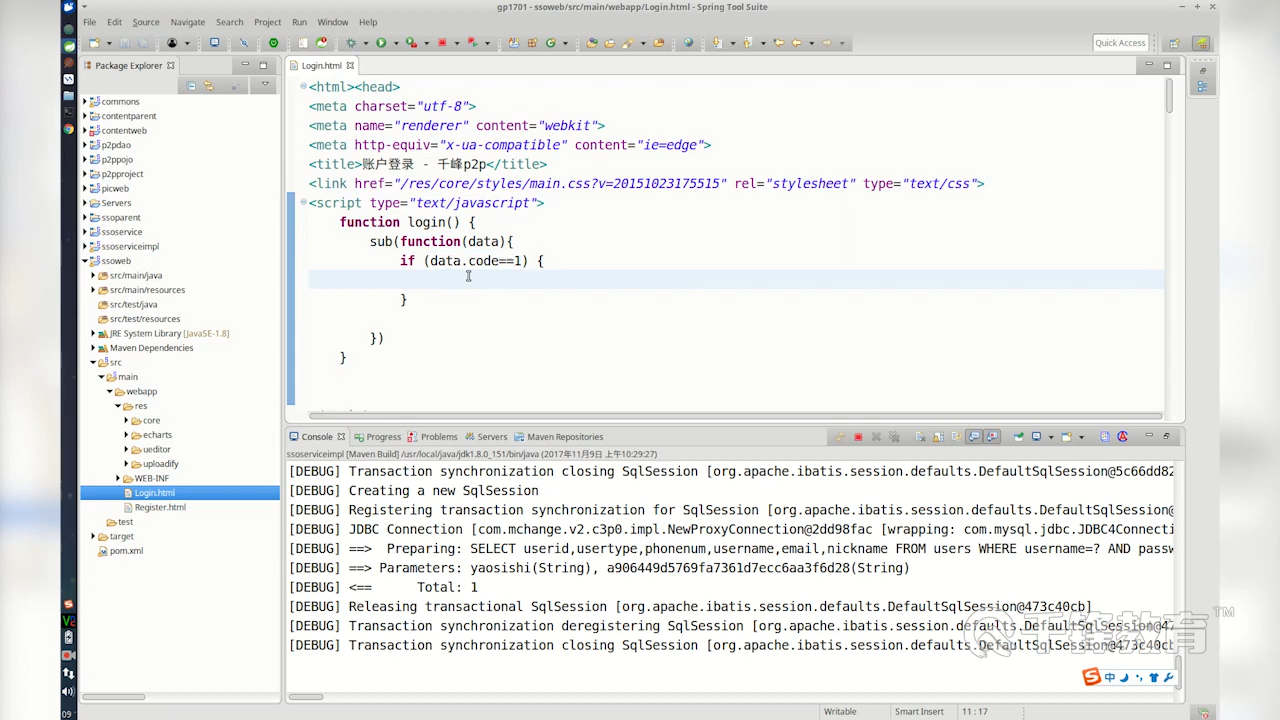 gp1701 - ssoweb/src/main/webapp/Login.html - Spring Tool Suite
File Edit Source Navigate Search Project Run Window Help
Quick Access
Package Explorer
Login.html
commons
contentparent
contentweb
p2pdao
p2ppojo
p2pproject
picweb
Servers
ssoparent
ssoservice
ssoserviceimpl
ssoweb
src/main/java
src/main/resources
src/test/java
src/test/resources
JRE System Library [JavaSE-1.8]
Maven Dependencies
src
main
webapp
res
core
echarts
ueditor
uploadify
WEB-INF
Login.html
Register.html
test
target
pom.xml
<html><head>
<meta charset="utf-8">
<meta name="renderer" content="webkit">
<meta http-equiv="x-ua-compatible" content="ie=edge">
<title>账户登录 - 千峰p2p</title>
<link href="/res/core/styles/main.css?v=20151023175515" rel="stylesheet" type="text/css">
<script type="text/javascript">
function login() {
sub(function(data){
if (data.code==1) {
}
})
}
Console Progress Problems Servers Maven Repositories
ssoserviceimpl [Maven Build] /usr/local/java/jdk1.8.0_151/bin/java (2017年11月9日 上午10:29:27)
[DEBUG] Transaction synchronization closing SqlSession [org.apache.ibatis.session.defaults.DefaultSqlSession@5c66dd82
[DEBUG] Creating a new SqlSession
[DEBUG] Registering transaction synchronization for SqlSession [org.apache.ibatis.session.defaults.DefaultSqlSession@4
[DEBUG] JDBC Connection [com.mchange.v2.c3p0.impl.NewProxyConnection@2dd98fac [wrapping: com.mysql.jdbc.JDBC4Connecti
[DEBUG] ==> Preparing: SELECT userid,usertype,phonenum,username,email,nickname FROM users WHERE username=? AND passw
[DEBUG] ==> Parameters: yaosishi(String), a906449d5769fa7361d7ecc6aa3f6d28(String)
[DEBUG] <== Total: 1
[DEBUG] Releasing transactional SqlSession [org.apache.ibatis.session.defaults.DefaultSqlSession@473c40cb]
[DEBUG] Transaction synchronization deregistering SqlSession [org.apache.ibatis.session.defaults.DefaultSqlSession@47
[DEBUG] Transaction synchronization closing SqlSession [org.apache.ibatis.session.defaults.DefaultSqlSession@473c40cb
千锋教育 TM
中
Writable Smart Insert 11 : 17
09